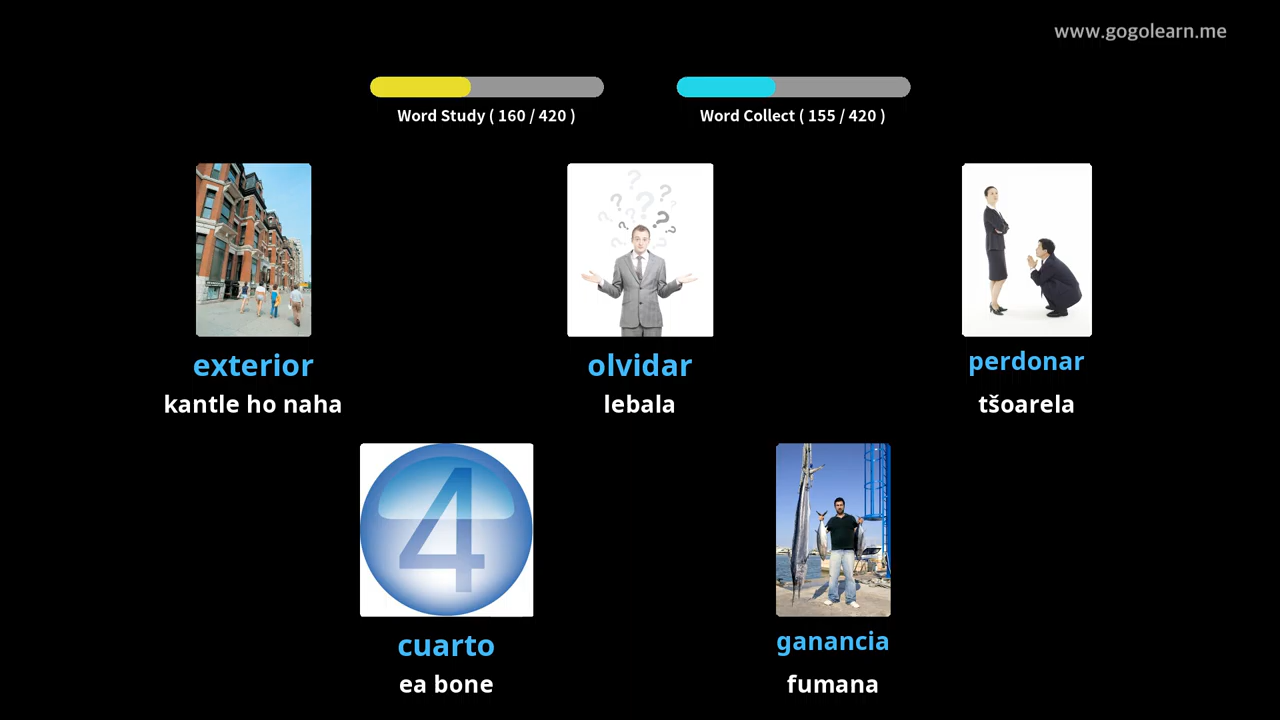 www.gogolearn.me
Word Study ( 160 / 420 )
Word Collect ( 155 / 420 )
exterior
kantle ho naha
olvidar
lebala
perdonar
tšoarela
4
cuarto
ea bone
ganancia
fumana